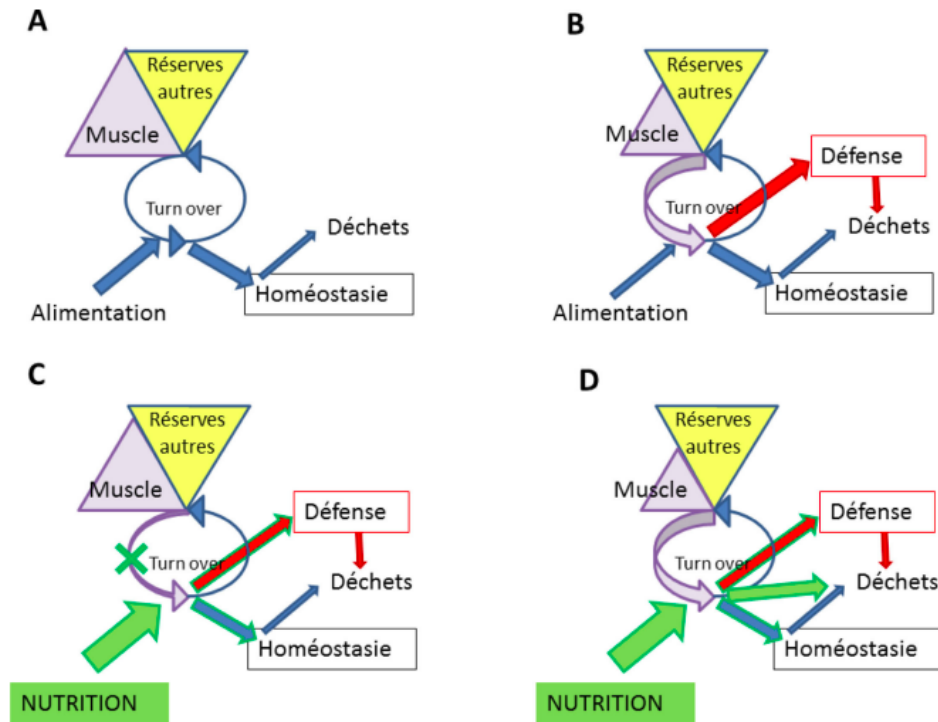 A
Réserves
autres
Muscle
Turn over
Déchets
Alimentation
Homéostasie
B
Réserves
autres
Muscle
Défense
Turn over
Déchets
Alimentation
Homéostasie
C
Réserves
autres
Muscle
Défense
Turn over
Déchets
Homéostasie
NUTRITION
D
Réserves
autres
Muscle
Défense
Turn over
Déchets
Homéostasie
NUTRITION